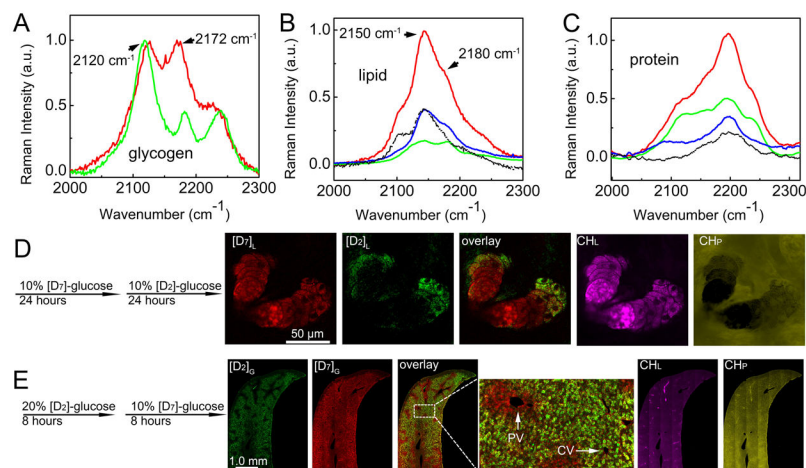 A
1.0
0.5
0.0
Raman Intensity (a.u.)
2120 cm⁻¹
2172 cm⁻¹
glycogen
2000 2100 2200 2300
Wavenumber (cm⁻¹)
B
1.0
0.5
0.0
Raman Intensity (a.u.)
2150 cm⁻¹
2180 cm⁻¹
lipid
2000 2100 2200 2300
Wavenumber (cm⁻¹)
C
1.0
0.5
0.0
Raman Intensity (a.u.)
protein
2000 2100 2200 2300
Wavenumber (cm⁻¹)
D
10% [D7]-glucose
24 hours
10% [D2]-glucose
24 hours
[D7]L
50 µm
[D2]L
overlay
CHL
CHP
E
20% [D2]-glucose
8 hours
10% [D7]-glucose
8 hours
[D2]G
1.0 mm
[D7]G
overlay
PV
CV
CHL
CHP